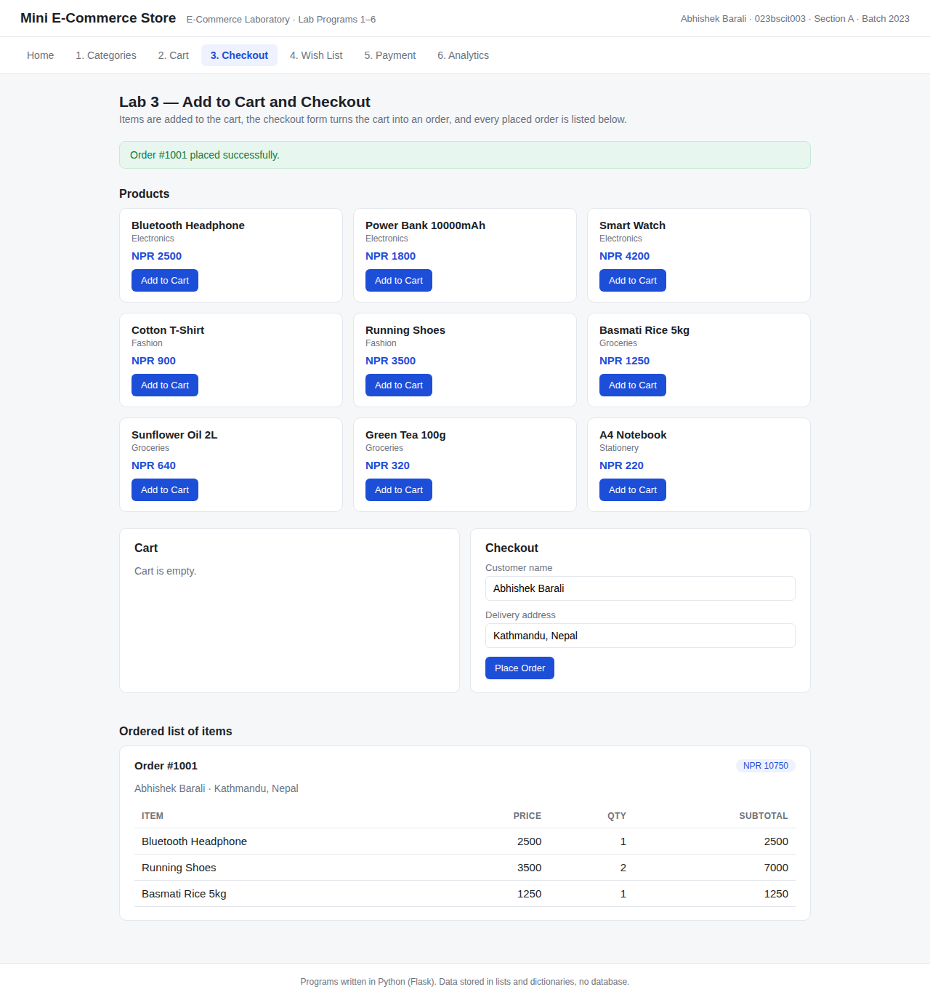 Mini E-Commerce Store E-Commerce Laboratory · Lab Programs 1–6 Abhishek Barali · 023bscit003 · Section A · Batch 2023
Home 1. Categories 2. Cart 3. Checkout 4. Wish List 5. Payment 6. Analytics
Lab 3 — Add to Cart and Checkout
Items are added to the cart, the checkout form turns the cart into an order, and every placed order is listed below.
Order #1001 placed successfully.
Products
Bluetooth Headphone
Electronics
NPR 2500
Add to Cart
Power Bank 10000mAh
Electronics
NPR 1800
Add to Cart
Smart Watch
Electronics
NPR 4200
Add to Cart
Cotton T-Shirt
Fashion
NPR 900
Add to Cart
Running Shoes
Fashion
NPR 3500
Add to Cart
Basmati Rice 5kg
Groceries
NPR 1250
Add to Cart
Sunflower Oil 2L
Groceries
NPR 640
Add to Cart
Green Tea 100g
Groceries
NPR 320
Add to Cart
A4 Notebook
Stationery
NPR 220
Add to Cart
Cart
Cart is empty.
Checkout
Customer name
Abhishek Barali
Delivery address
Kathmandu, Nepal
Place Order
Ordered list of items
Order #1001 NPR 10750
Abhishek Barali · Kathmandu, Nepal
ITEM PRICE QTY SUBTOTAL
Bluetooth Headphone 2500 1 2500
Running Shoes 3500 2 7000
Basmati Rice 5kg 1250 1 1250
Programs written in Python (Flask). Data stored in lists and dictionaries, no database.